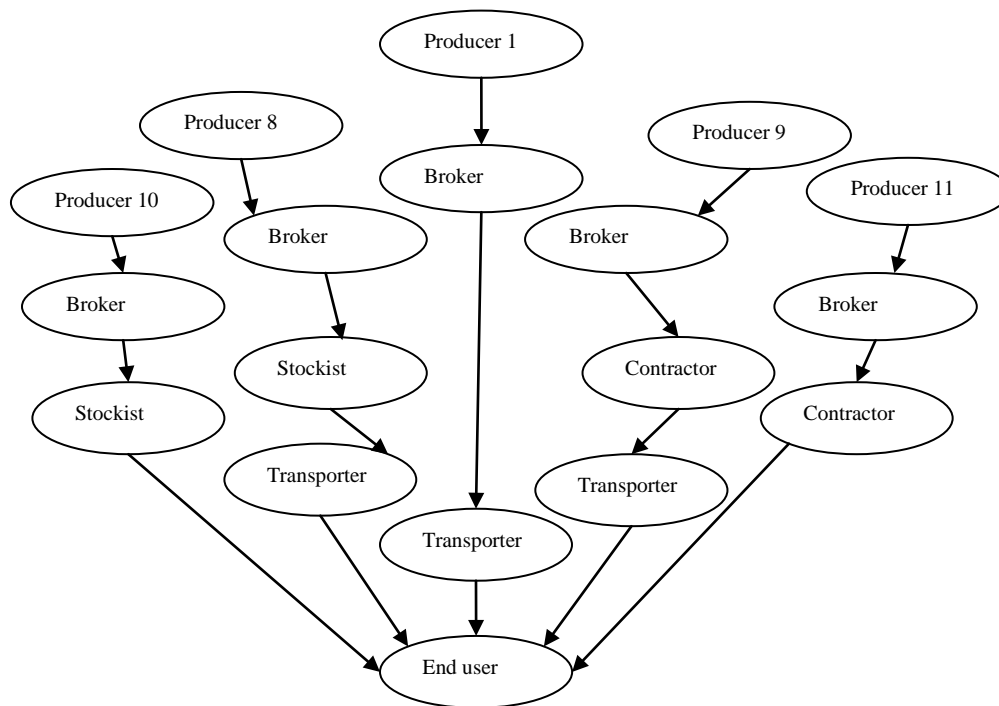 Producer 1
Producer 8
Producer 9
Producer 10
Producer 11
Broker
Broker
Broker
Broker
Broker
Stockist
Contractor
Stockist
Contractor
Transporter
Transporter
Transporter
End user